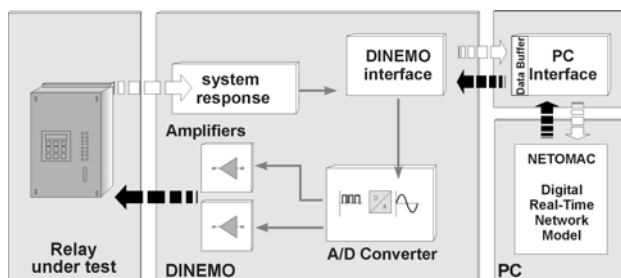 system
response
DINEMO
interface
Data Buffer
PC
Interface
Amplifiers
D
A
A/D Converter
NETOMAC
Digital
Real-Time
Network
Model
Relay
under test
DINEMO
PC